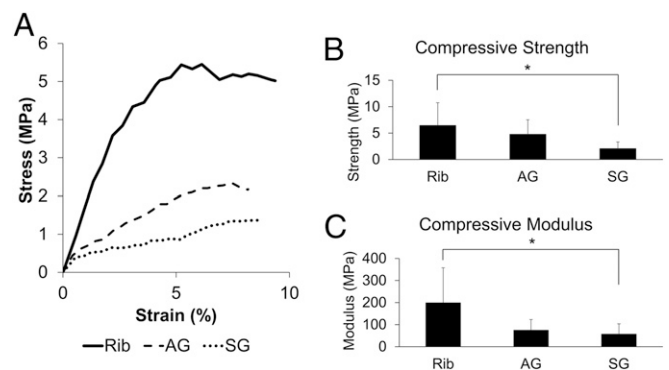 A
6
5
4
3
2
1
0
Stress (MPa)
0 5 10
Strain (%)
Rib AG SG
B
Compressive Strength
*
15
10
5
0
Strength (MPa)
Rib AG SG
C
Compressive Modulus
*
400
300
200
100
0
Modulus (MPa)
Rib AG SG